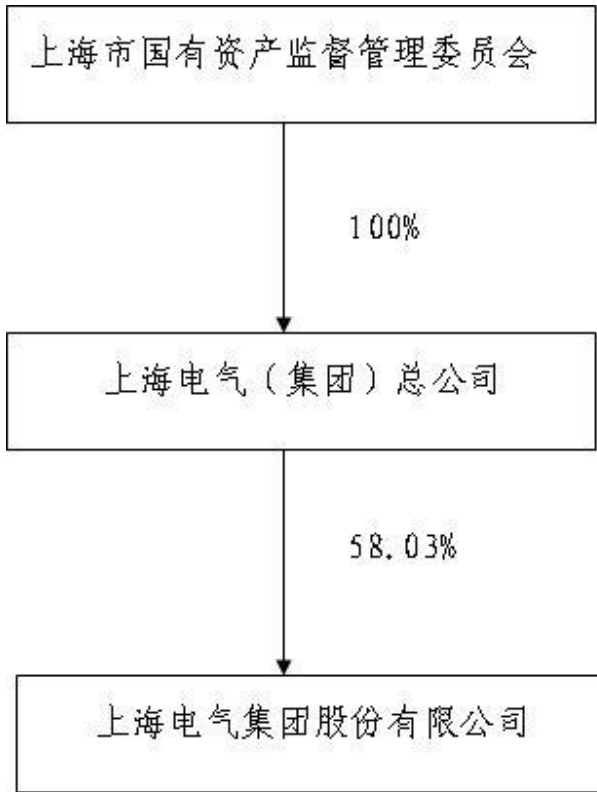 上海市国有资产监督管理委员会
100%
上海电气（集团）总公司
58.03%
上海电气集团股份有限公司